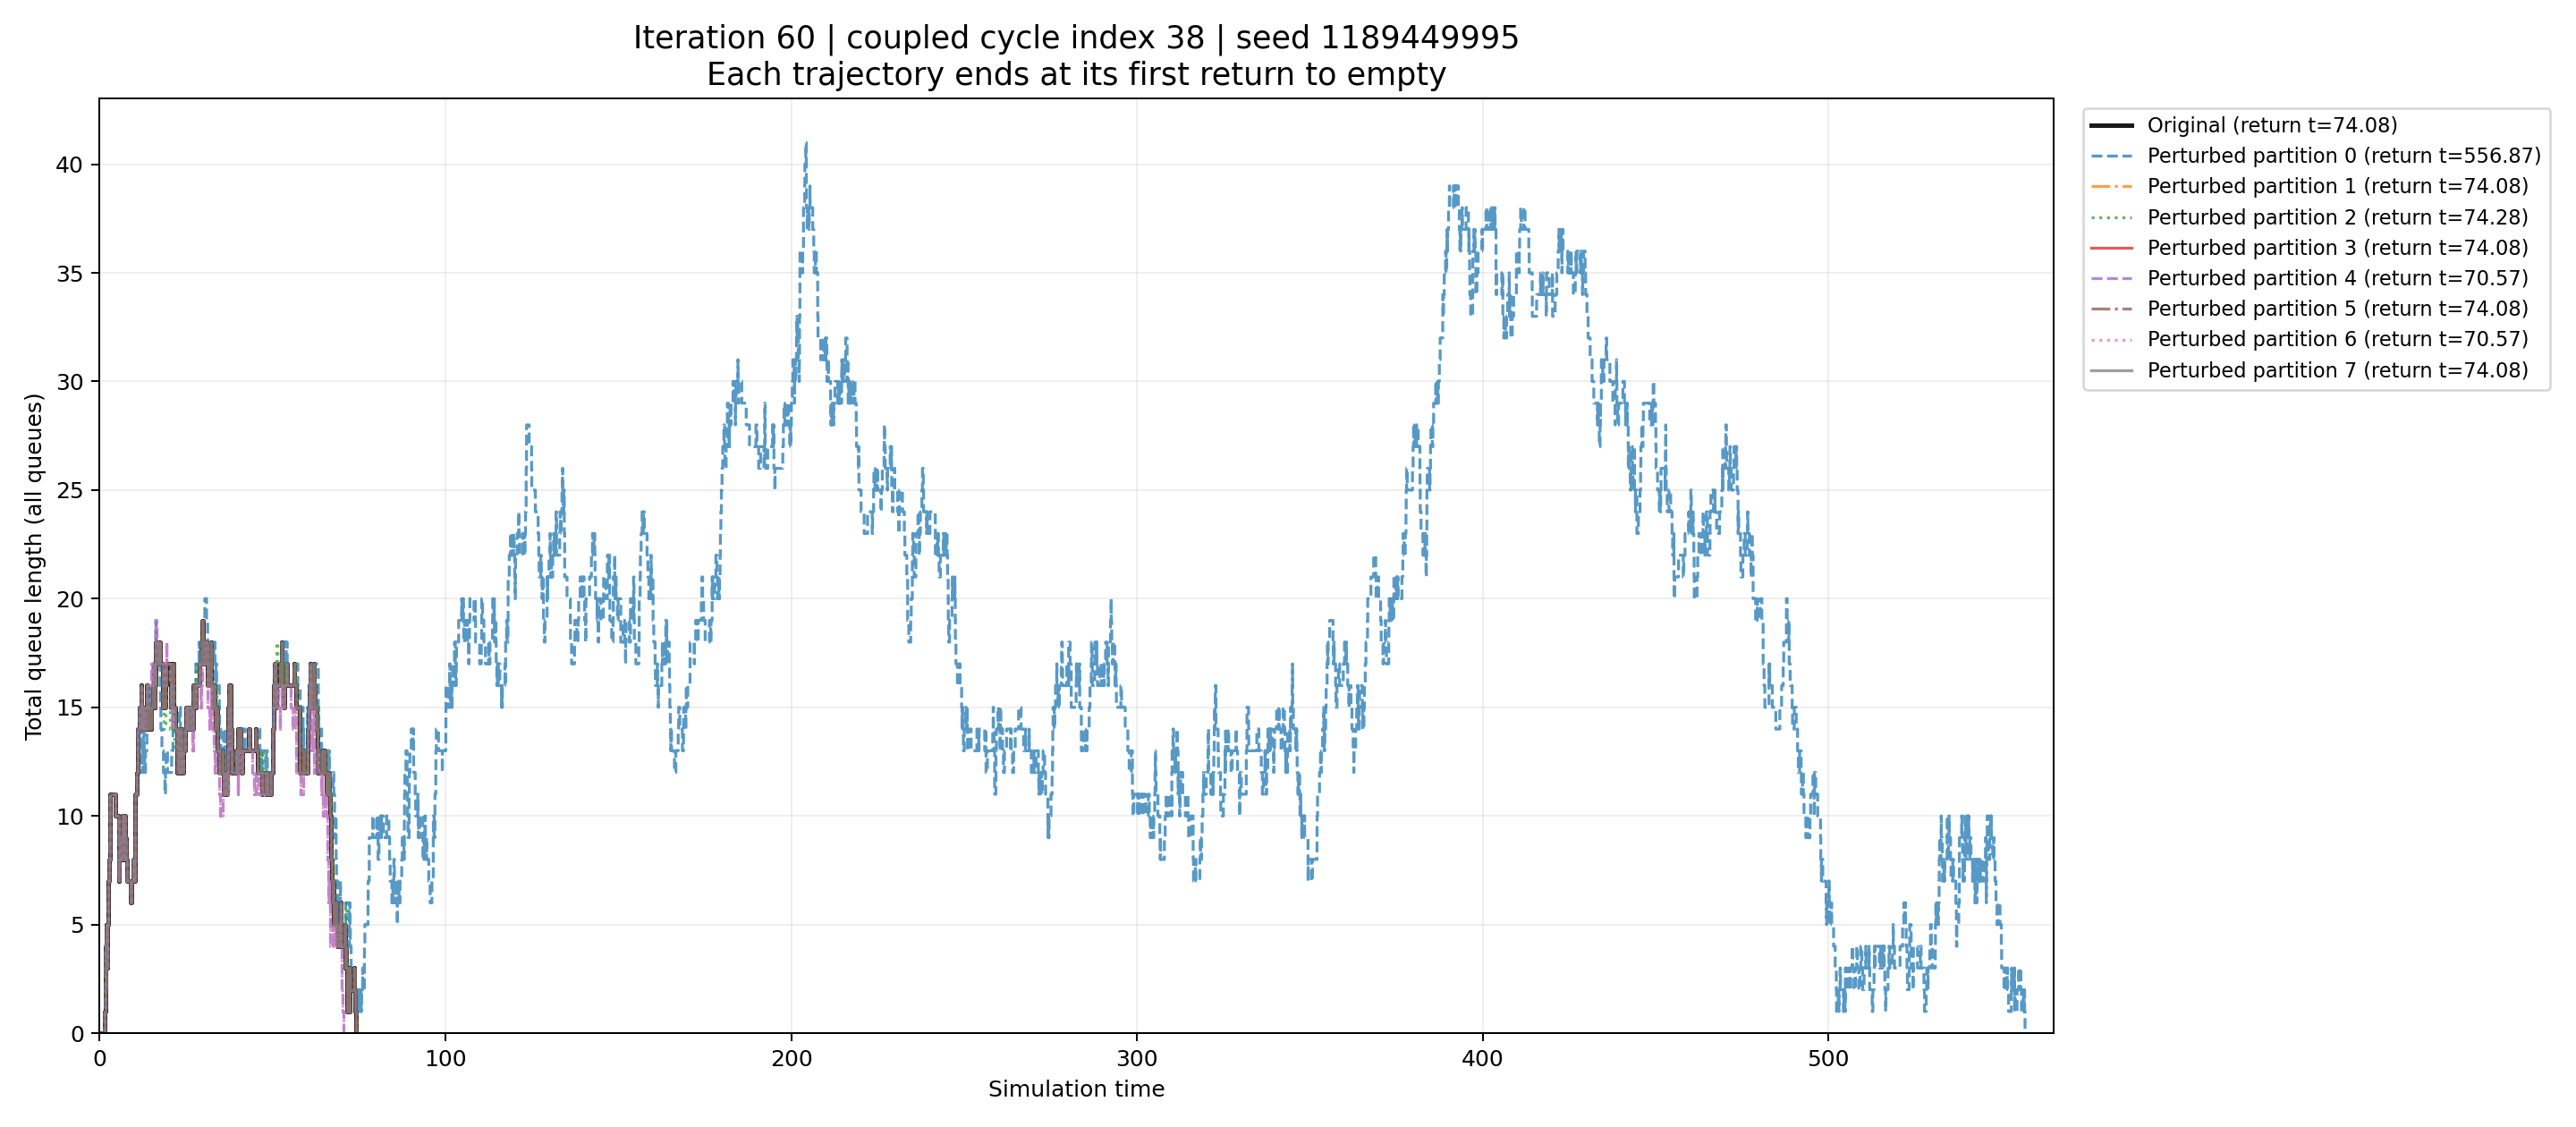 Iteration 60 | coupled cycle index 38 | seed 1189449995
Each trajectory ends at its first return to empty
Total queue length (all queues)
40
35
30
25
20
15
10
5
0
0 100 200 300 400 500
Simulation time
Original (return t=74.08)
Perturbed partition 0 (return t=556.87)
Perturbed partition 1 (return t=74.08)
Perturbed partition 2 (return t=74.28)
Perturbed partition 3 (return t=74.08)
Perturbed partition 4 (return t=70.57)
Perturbed partition 5 (return t=74.08)
Perturbed partition 6 (return t=70.57)
Perturbed partition 7 (return t=74.08)